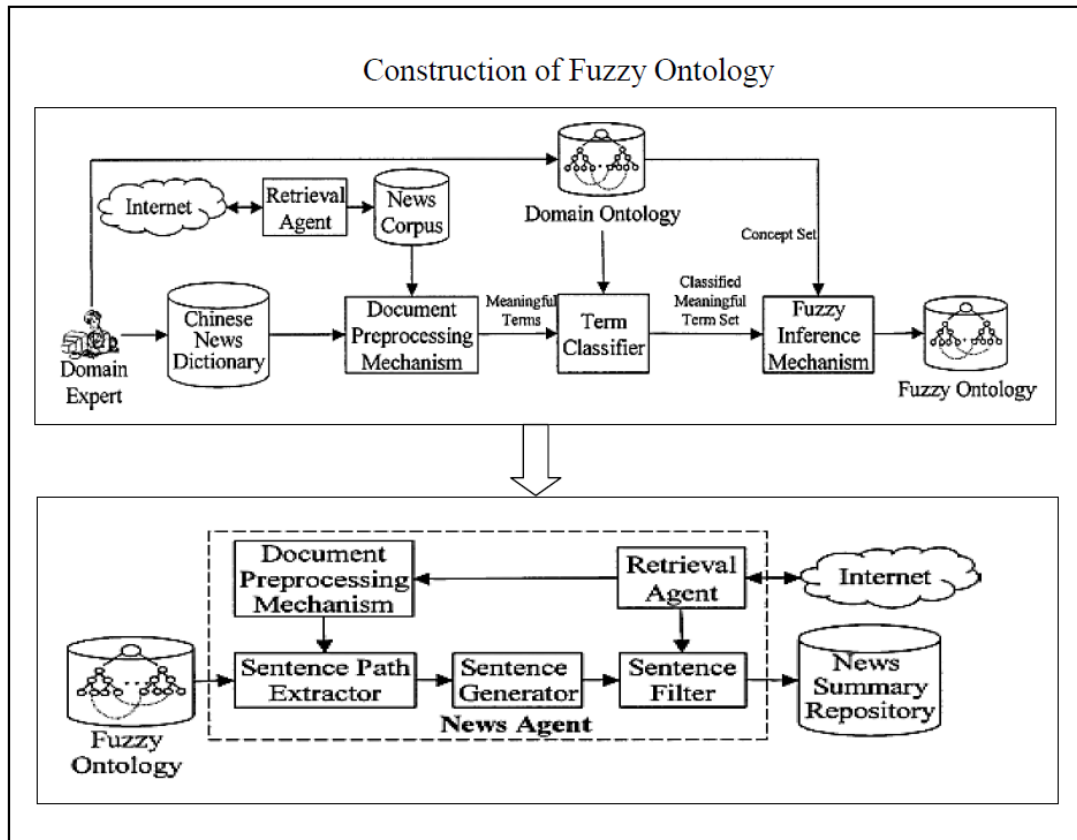 Construction of Fuzzy Ontology
Internet
Retrieval
Agent
News
Corpus
Domain Ontology
Concept Set
Domain
Expert
Chinese
News
Dictionary
Document
Preprocessing
Mechanism
Meaningful
Terms
Term
Classifier
Classified
Meaningful
Term Set
Fuzzy
Inference
Mechanism
Fuzzy Ontology
Document
Preprocessing
Mechanism
Retrieval
Agent
Internet
Fuzzy
Ontology
Sentence Path
Extractor
Sentence
Generator
Sentence
Filter
News
Summary
Repository
News Agent